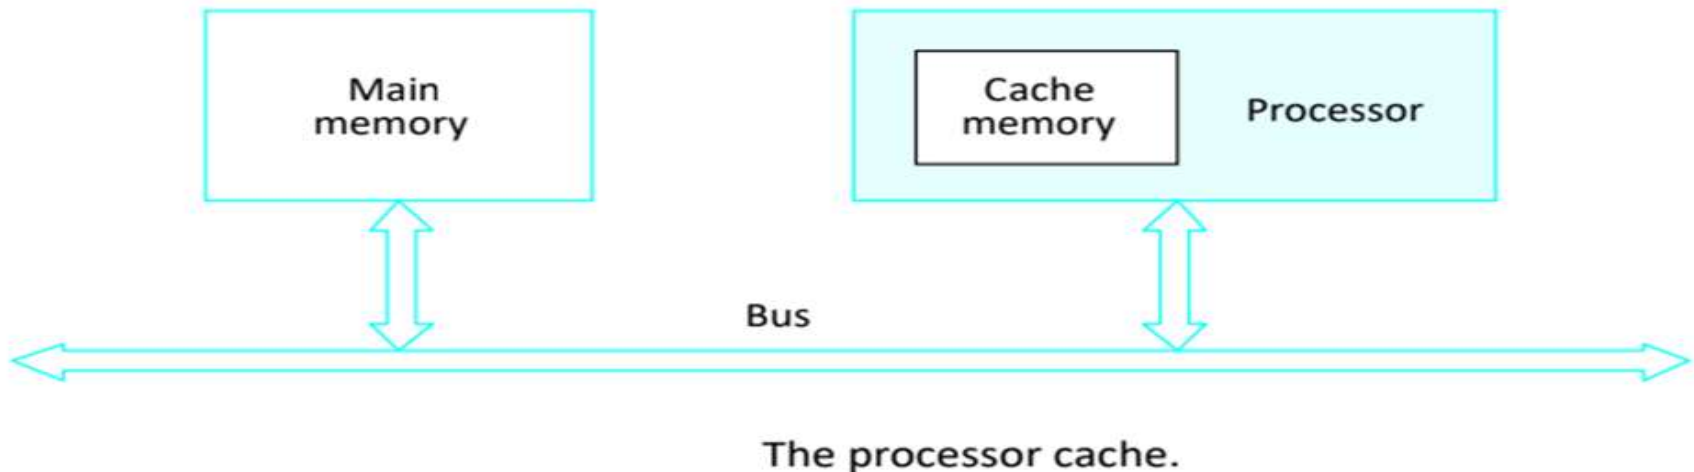 Main
memory
Cache
memory
Processor
Bus
The processor cache.